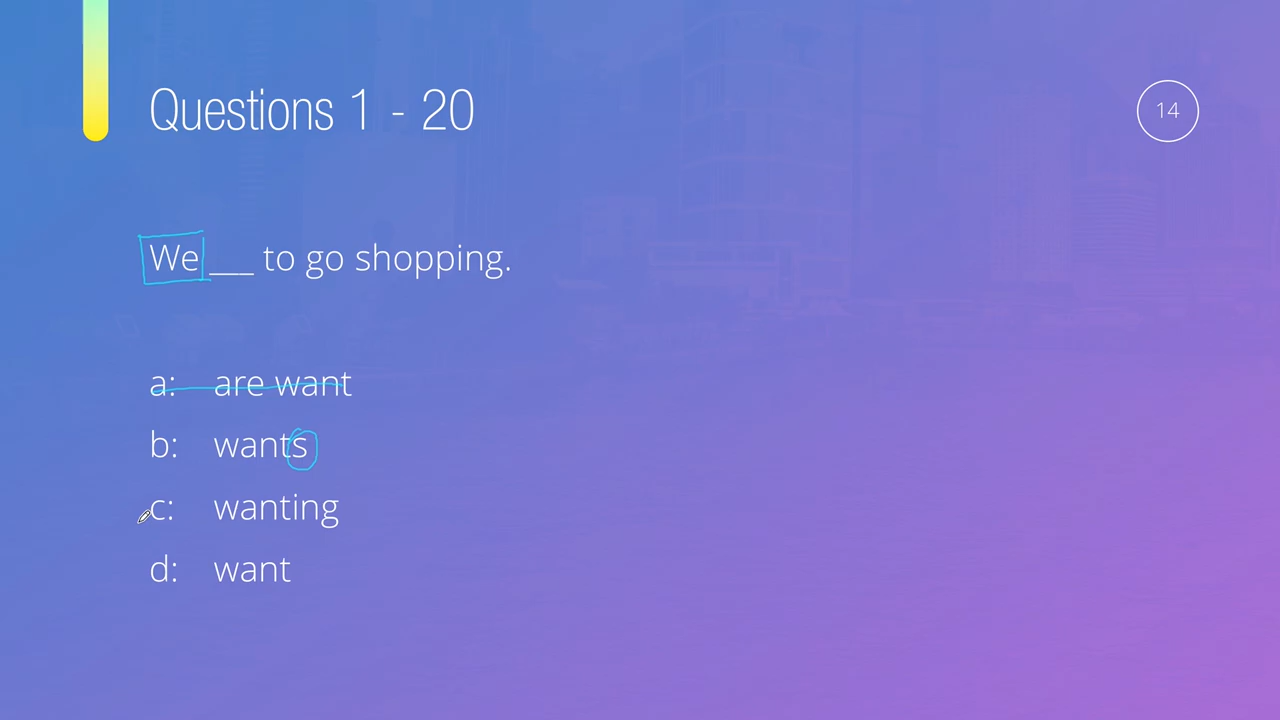 Questions 1 - 20
14
We ___ to go shopping.
a: are want
b: wants
c: wanting
d: want